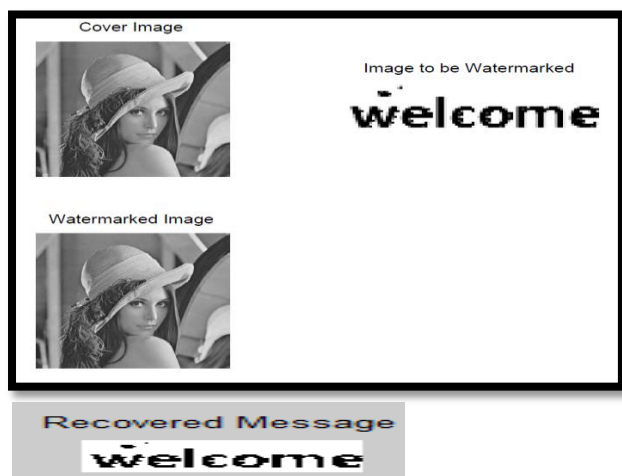 Cover Image
Image to be Watermarked
welcome
Watermarked Image
Recovered Message
welcome